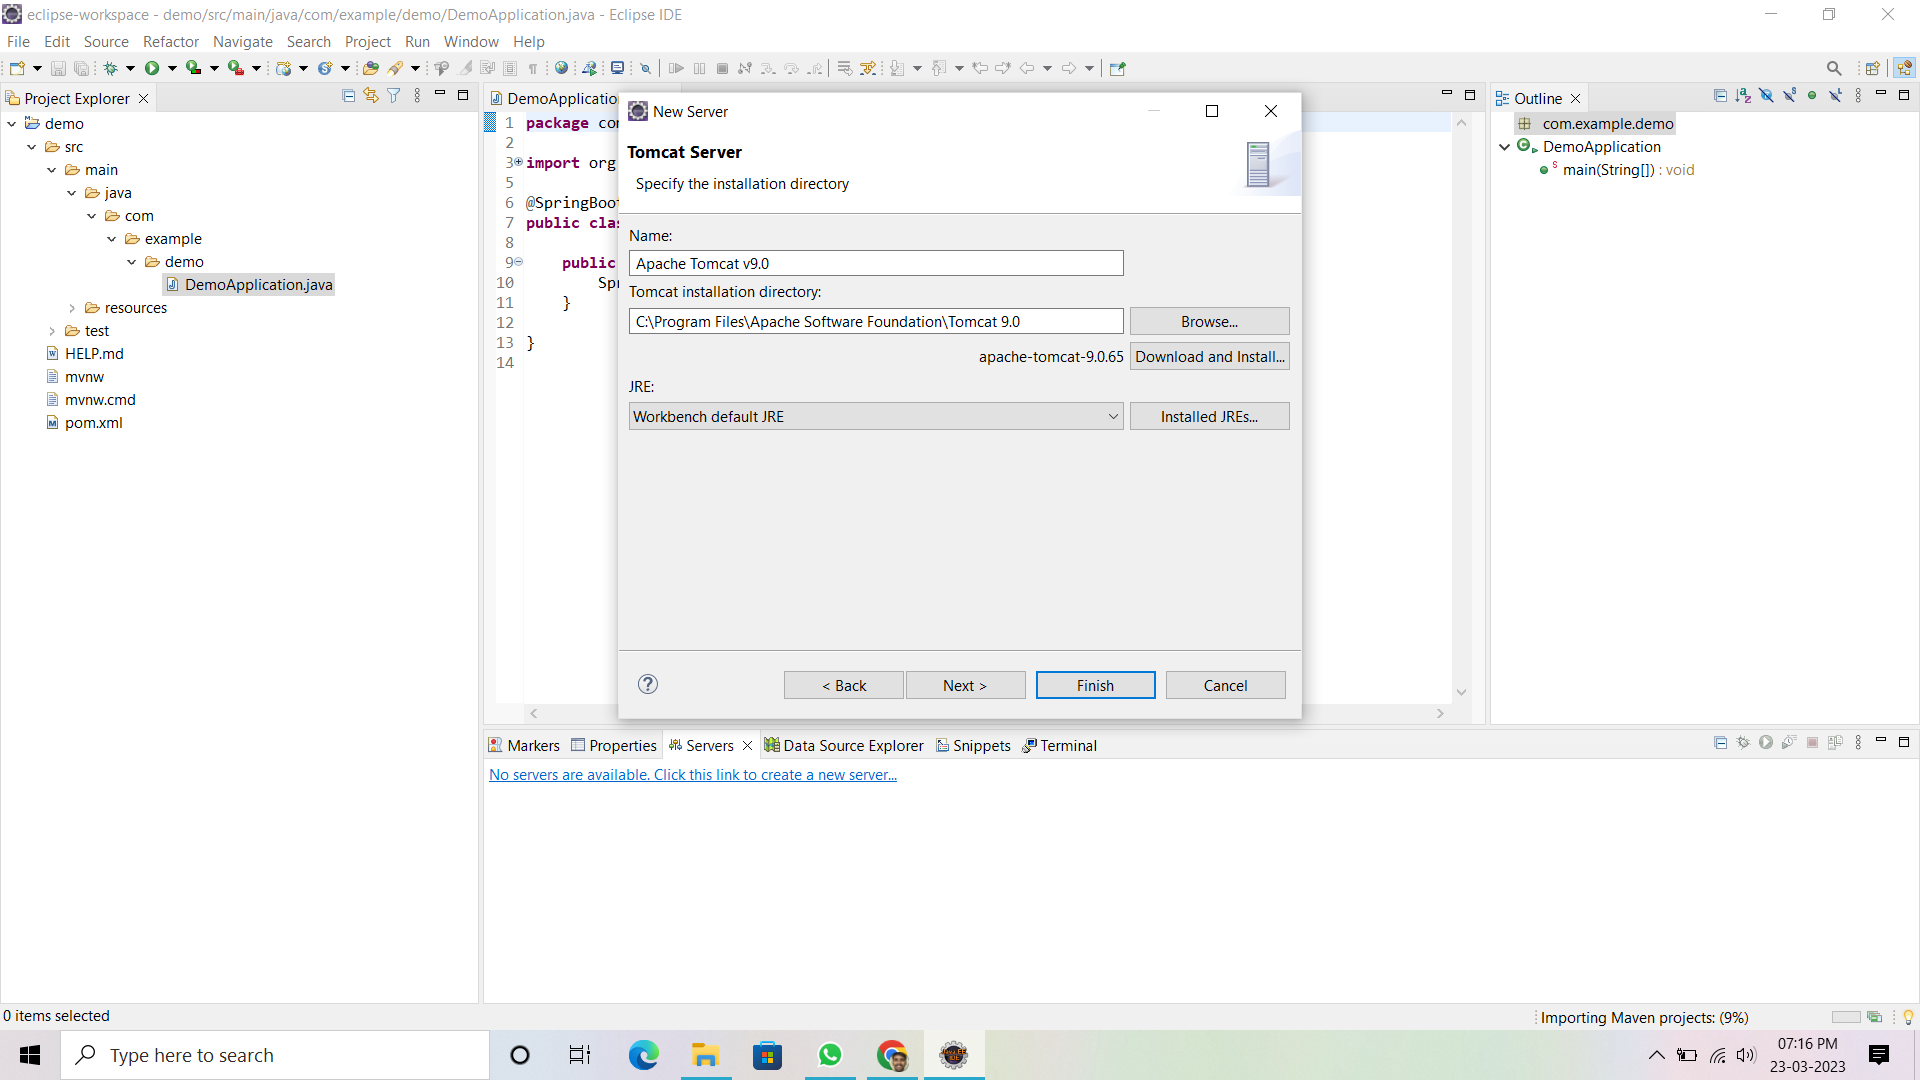 eclipse-workspace - demo/src/main/java/com/example/demo/DemoApplication.java - Eclipse IDE
File Edit Source Refactor Navigate Search Project Run Window Help
Project Explorer
demo
src
main
java
com
example
demo
DemoApplication.java
resources
test
HELP.md
mvnw
mvnw.cmd
pom.xml
DemoApplicatio
1 package co
2
3 import org
5
6 @SpringBoo
7 public cla
8
9 public
10 Sp
11 }
12
13 }
14
New Server
Tomcat Server
Specify the installation directory
Name:
Apache Tomcat v9.0
Tomcat installation directory:
C:\Program Files\Apache Software Foundation\Tomcat 9.0
Browse...
apache-tomcat-9.0.65 Download and Install...
JRE:
Workbench default JRE
Installed JREs...
< Back Next > Finish Cancel
Outline
com.example.demo
DemoApplication
main(String[]) : void
Markers Properties Servers Data Source Explorer Snippets Terminal
No servers are available. Click this link to create a new server...
0 items selected
Importing Maven projects: (9%)
Type here to search
07:16 PM
23-03-2023